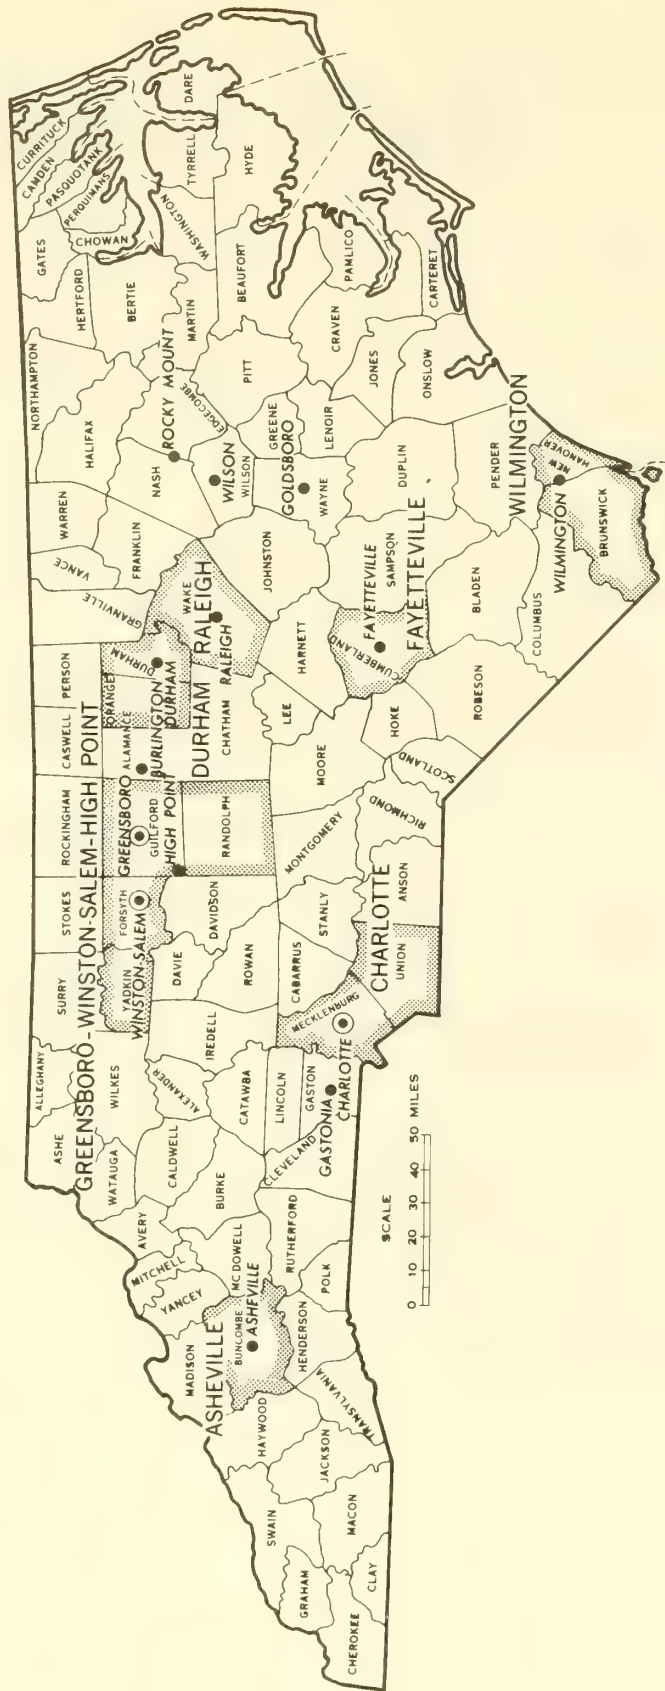 CHEROKEE
GRAHAM
CLAY
SWAIN
MACON
JACKSON
HAYWOOD
TRANSYLVANIA
MADISON
ASHEVILLE
BUNCOMBE
ASHEVILLE
HENDERSON
YANCEY
MITCHELL
AVERY
MCDOWELL
RUTHERFORD
POLK
ASHE
WATAUGA
CALDWELL
BURKE
CLEVELAND
ALLEGHANY
WILKES
ALEXANDER
CATAWBA
LINCOLN
GASTON
GASTONIA
SURRY
YADKIN
IREDELL
DAVIE
ROWAN
CABARRUS
MECKLENBURG
CHARLOTTE
CHARLOTTE
UNION
GREENSBORO-WINSTON-SALEM-HIGH POINT
STOKES
FORSYTH
WINSTON-SALEM
DAVIDSON
STANLY
ANSON
ROCKINGHAM
GREENSBORO
GUILFORD
HIGH POINT
RANDOLPH
MONTGOMERY
RICHMOND
CASWELL
ALAMANCE
BURLINGTON
CHATHAM
MOORE
SCOTLAND
HOKE
LEE
PERSON
ORANGE
DURHAM
DURHAM
DURHAM
GRANVILLE
VANCE
WARREN
FRANKLIN
WAKE
RALEIGH
RALEIGH
HARNETT
JOHNSTON
CUMBERLAND
FAYETTEVILLE
FAYETTEVILLE
SAMPSON
ROBESON
BLADEN
COLUMBUS
NORTHAMPTON
HALIFAX
NASH
ROCKY MOUNT
EDGECOMBE
WILSON
WILSON
GOLDSBORO
WAYNE
GREENE
LENOIR
DUPLIN
PENDER
WILMINGTON
WILMINGTON
NEW
HANOVER
BRUNSWICK
GATES
HERTFORD
BERTIE
MARTIN
PITT
CRAVEN
JONES
ONSLOW
CURRITUCK
CAMDEN
PASQUOTANK
PERQUIMANS
CHOWAN
WASHINGTON
TYRRELL
DARE
HYDE
BEAUFORT
PAMLICO
CARTERET
SCALE
0 10 20 30 40 50 MILES